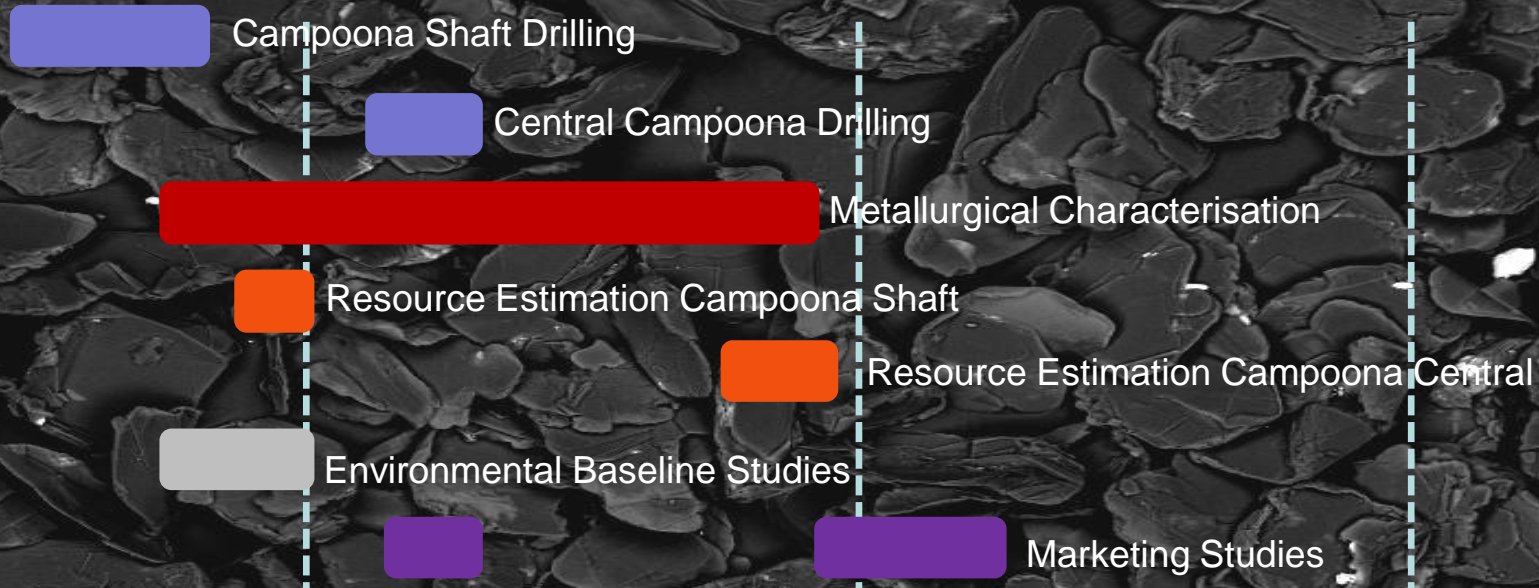 Campoona Shaft Drilling
Central Campoona Drilling
Metallurgical Characterisation
Resource Estimation Campoona Shaft
Resource Estimation Campoona Central
Environmental Baseline Studies
Marketing Studies